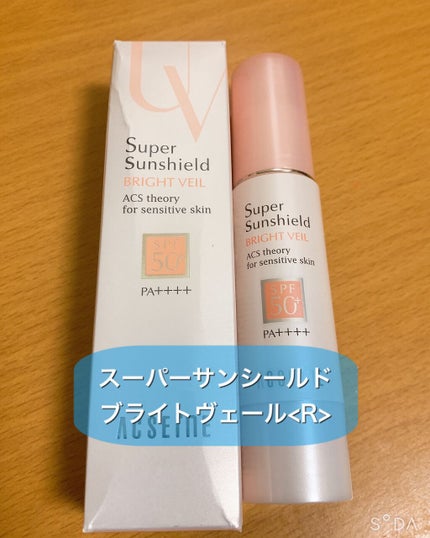 UV
Super
Sunshield
BRIGHT VEIL
ACS theory
for sensitive skin
SPF
50+
PA++++
Super
Sunshield
BRIGHT VEIL
ACS theory
for sensitive skin
SPF
50+
PA++++
スーパーサンシールド
ブライトヴェール<R>
ACSEINE
SODA